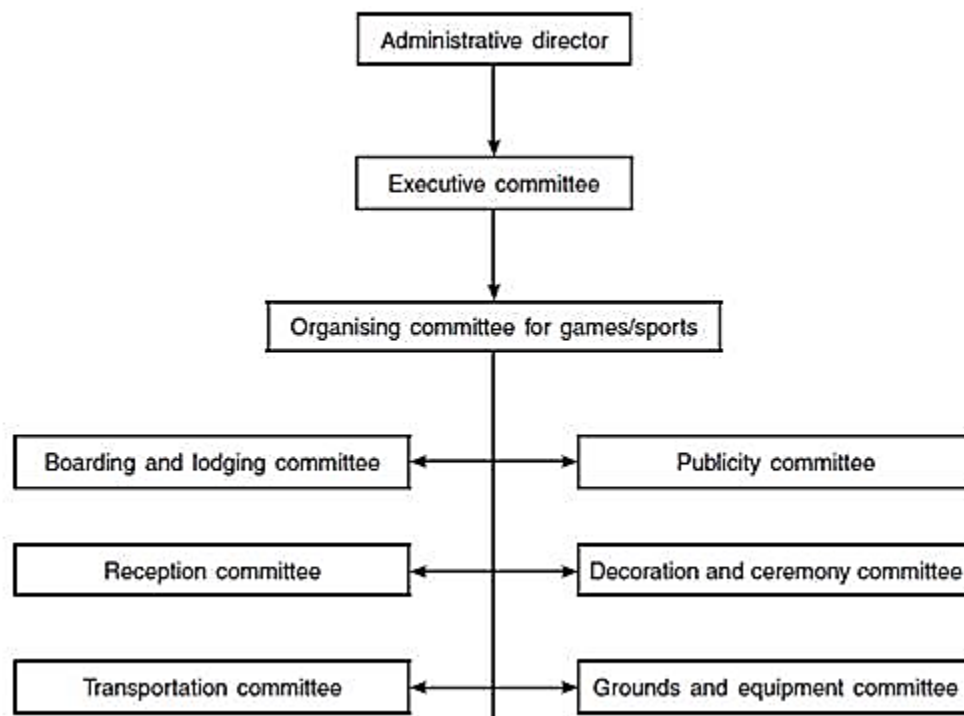 Administrative director
Executive committee
Organising committee for games/sports
Boarding and lodging committee
Publicity committee
Reception committee
Decoration and ceremony committee
Transportation committee
Grounds and equipment committee